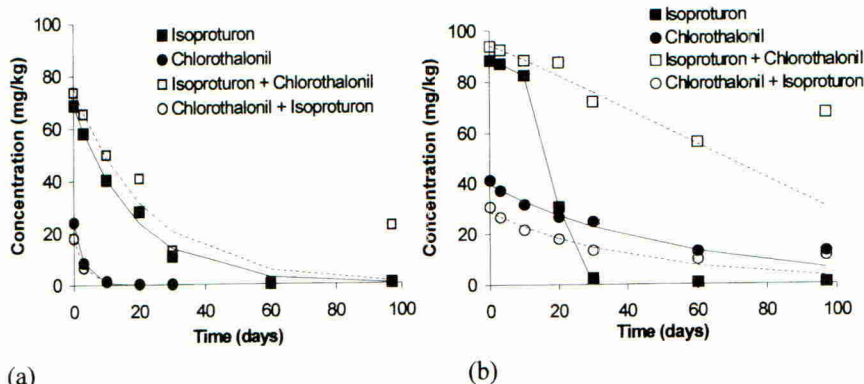 100
80
60
40
20
0
Concentration (mg/kg)
0 20 40 60 80 100
Time (days)
Isoproturon
Chlorothalonil
Isoproturon + Chlorothalonil
Chlorothalonil + Isoproturon
(a)
100
80
60
40
20
0
Concentration (mg/kg)
0 20 40 60 80 100
Time (days)
Isoproturon
Chlorothalonil
Isoproturon + Chlorothalonil
Chlorothalonil + Isoproturon
(b)